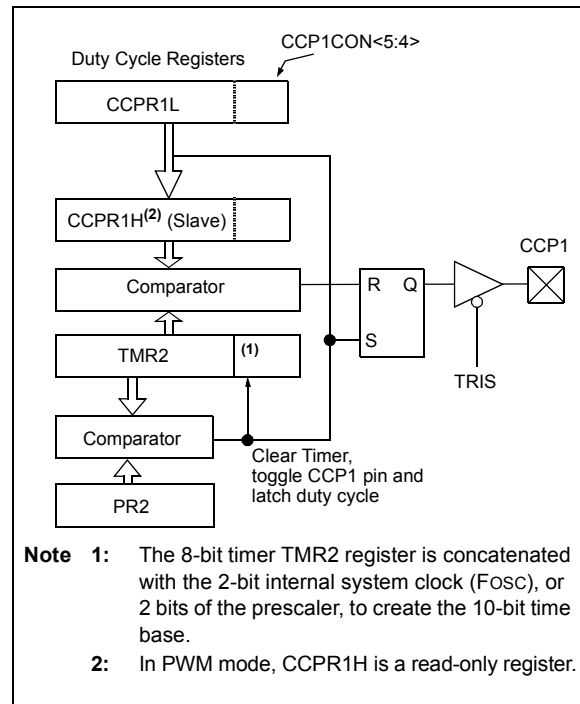 CCP1CON<5:4>
Duty Cycle Registers
CCPR1L
CCPR1H(2) (Slave)
CCP1
Comparator
R Q
TMR2 (1)
S
TRIS
Comparator
Clear Timer,
toggle CCP1 pin and
latch duty cycle
PR2
Note 1: The 8-bit timer TMR2 register is concatenated
with the 2-bit internal system clock (FOSC), or
2 bits of the prescaler, to create the 10-bit time
base.
2: In PWM mode, CCPR1H is a read-only register.